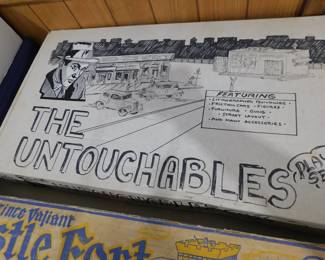 FEATURING
· LITHOGRAPHED BUILDINGS ·
· FRICTION CARS · FIGURES
· FURNITURE · GUNS
· STREET LAYOUT ·
AND MANY ACCESSORIES ·
THE
UNTOUCHABLES
PLAY
SET
Prince Valiant
stle Fort